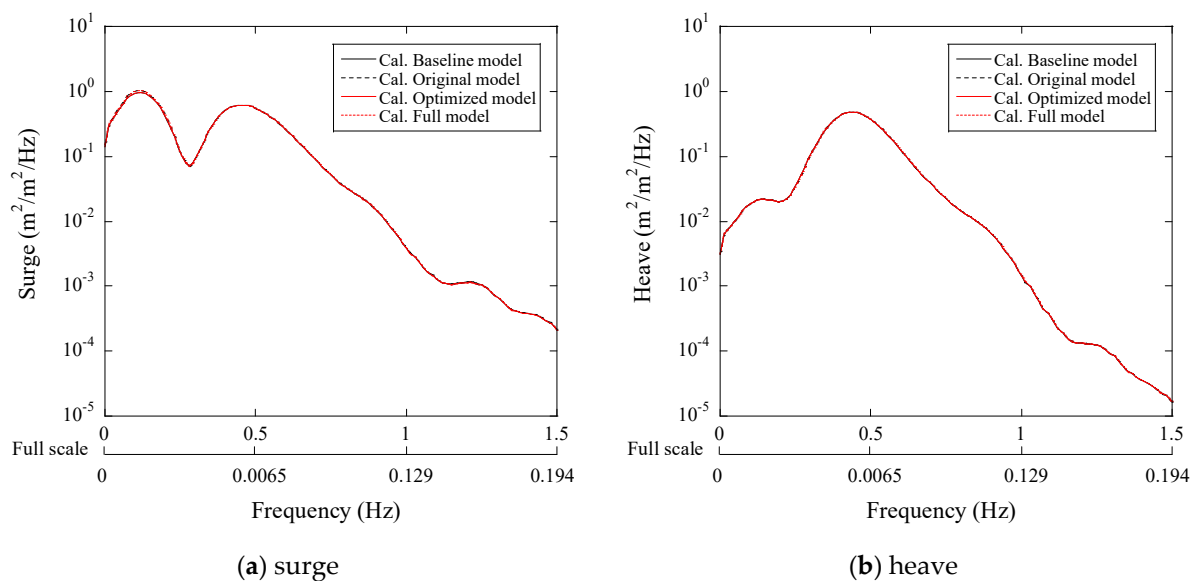 10^1
10^0
10^-1
10^-2
10^-3
10^-4
10^-5
Surge (m^2/m^2/Hz)
Cal. Baseline model
Cal. Original model
Cal. Optimized model
Cal. Full model
0 0.5 1 1.5
Full scale
0 0.0065 0.129 0.194
Frequency (Hz)
(a) surge
10^1
10^0
10^-1
10^-2
10^-3
10^-4
10^-5
Heave (m^2/m^2/Hz)
Cal. Baseline model
Cal. Original model
Cal. Optimized model
Cal. Full model
0 0.5 1 1.5
Full scale
0 0.0065 0.129 0.194
Frequency (Hz)
(b) heave